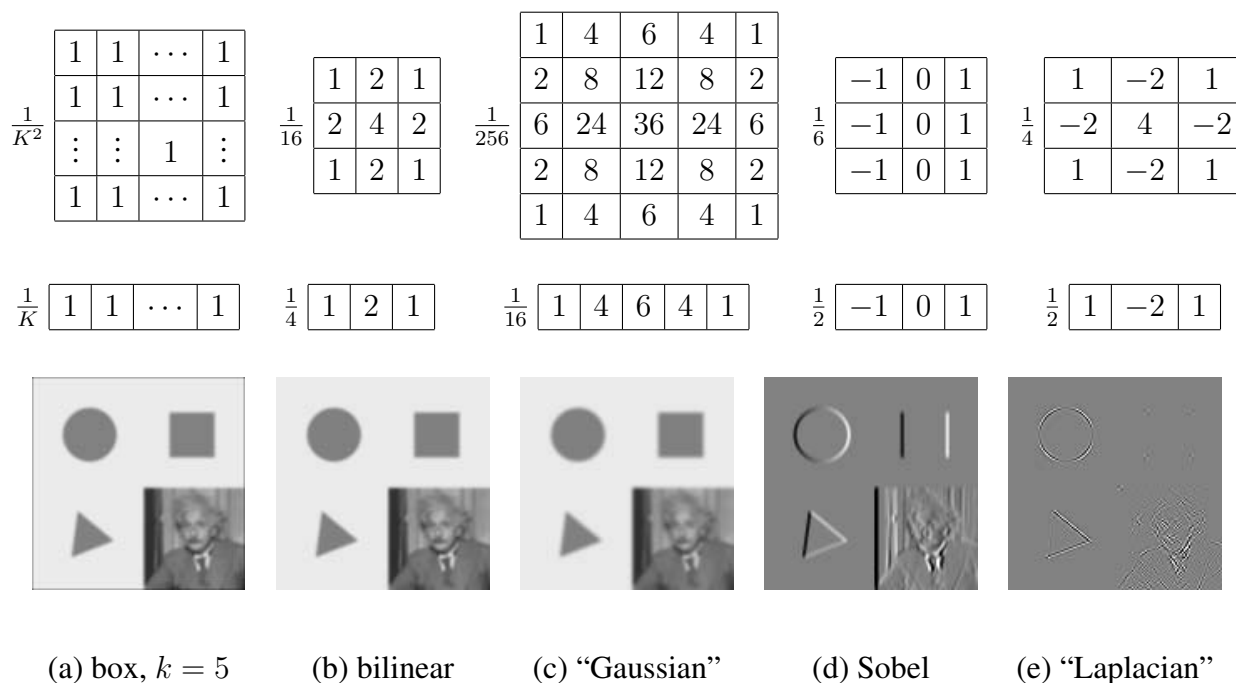 1/K² 1 1 ⋯ 1
1 1 ⋯ 1
⋮ ⋮ 1 ⋮
1 1 ⋯ 1
1/16 1 2 1
2 4 2
1 2 1
1/256 1 4 6 4 1
2 8 12 8 2
6 24 36 24 6
2 8 12 8 2
1 4 6 4 1
1/6 −1 0 1
−1 0 1
−1 0 1
1/4 1 −2 1
−2 4 −2
1 −2 1
1/K 1 1 ⋯ 1
1/4 1 2 1
1/16 1 4 6 4 1
1/2 −1 0 1
1/2 1 −2 1
(a) box, k = 5
(b) bilinear
(c) “Gaussian”
(d) Sobel
(e) “Laplacian”